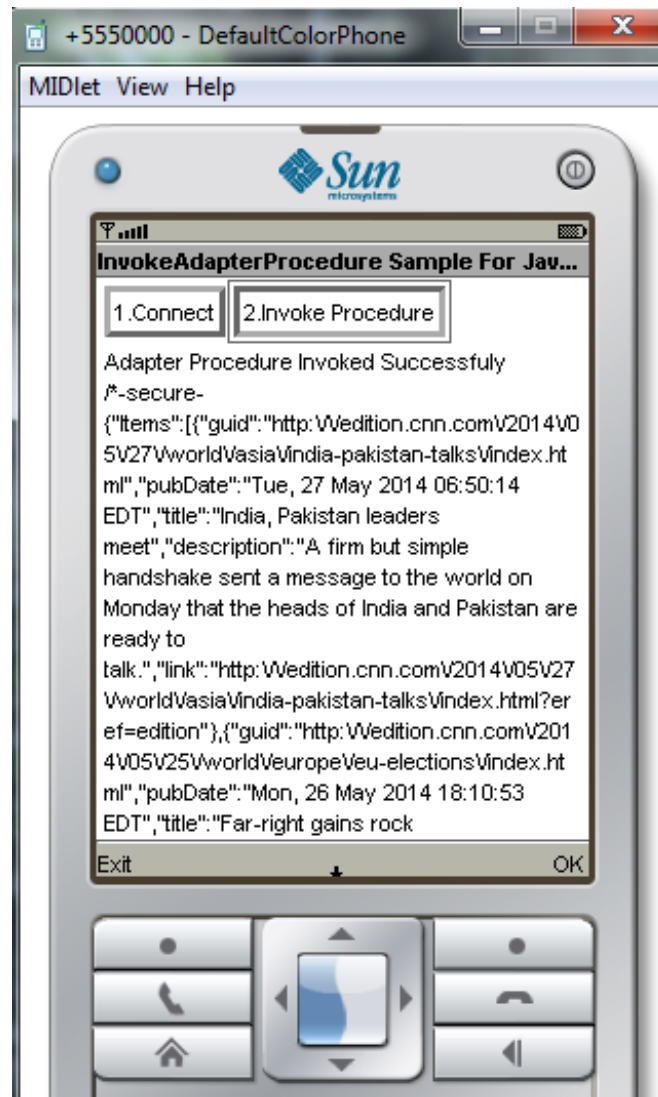 +5550000 - DefaultColorPhone
MIDlet View Help
Sun
microsystems
InvokeAdapterProcedure Sample For Jav...
1.Connect 2.Invoke Procedure
Adapter Procedure Invoked Successfuly
/*-secure-
{"Items":[{"guid":"http:\/\/edition.cnn.com\/2014\/0
5\/27\/world\/asia\/india-pakistan-talks\/index.ht
ml","pubDate":"Tue, 27 May 2014 06:50:14
EDT","title":"India, Pakistan leaders
meet","description":"A firm but simple
handshake sent a message to the world on
Monday that the heads of India and Pakistan are
ready to
talk.","link":"http:\/\/edition.cnn.com\/2014\/05\/27
\/world\/asia\/india-pakistan-talks\/index.html?er
ef=edition"},{"guid":"http:\/\/edition.cnn.com\/201
4\/05\/25\/world\/europe\/eu-elections\/index.ht
ml","pubDate":"Mon, 26 May 2014 18:10:53
EDT","title":"Far-right gains rock
Exit OK